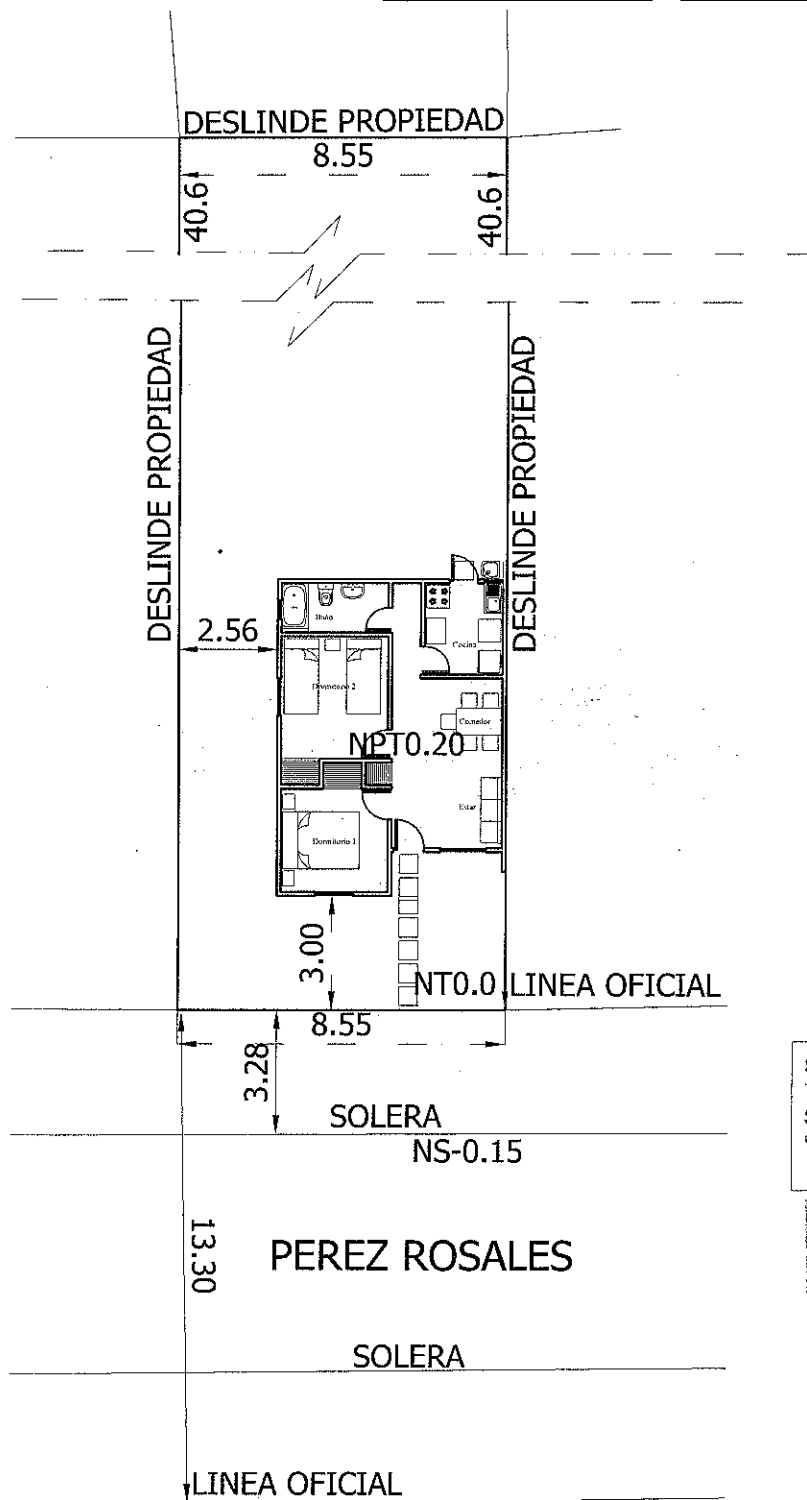 DESLINDE PROPIEDAD
8.55
40.6
40.6
DESLINDE PROPIEDAD
DESLINDE PROPIEDAD
2.56
Baño
Cocina
Dormitorio 2
Comedor
NPT0.20
Estar
Dormitorio 1
3.00
NT0.0
LINEA OFICIAL
8.55
3.28
SOLERA
NS-0.15
13.30
PEREZ ROSALES
SOLERA
LINEA OFICIAL